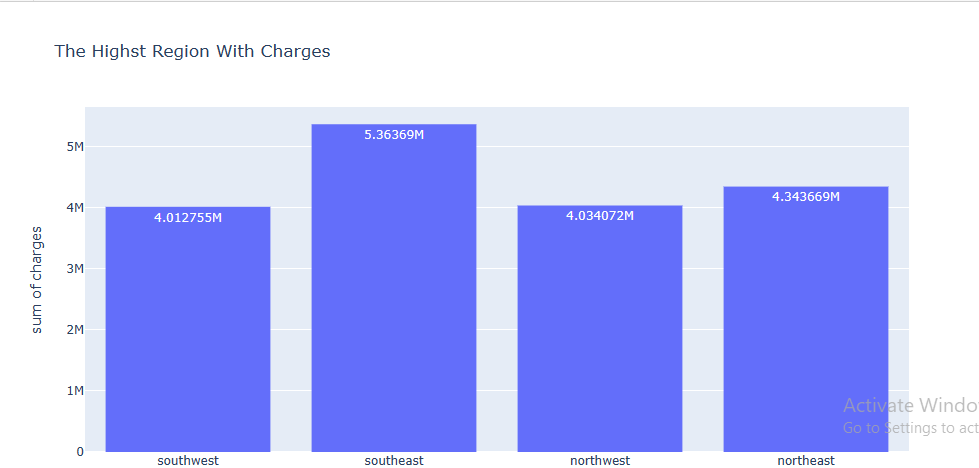 The Highst Region With Charges
sum of charges
5M
4M
3M
2M
1M
0
4.012755M
5.36369M
4.034072M
4.343669M
southwest
southeast
northwest
northeast
Activate Windo
Go to Settings to act